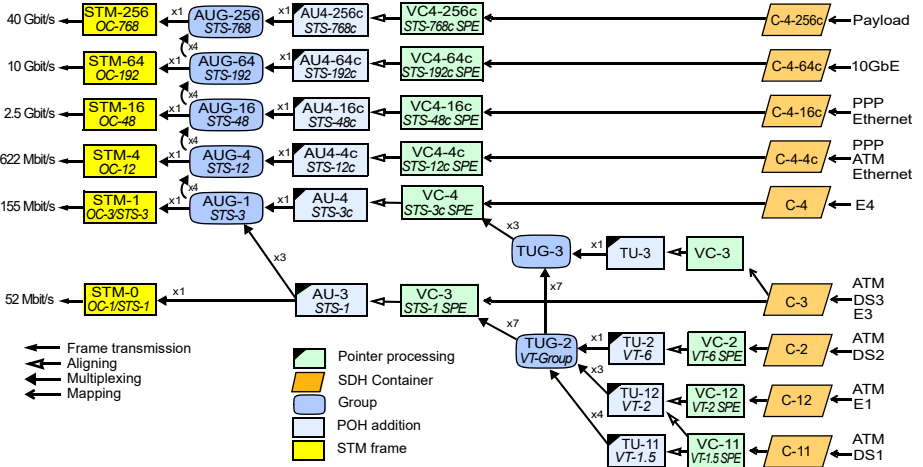 40 Gbit/s
STM-256
OC-768
x1
AUG-256
STS-768
x1
AU4-256c
STS-768c
VC4-256c
STS-768c SPE
C-4-256c
Payload
x4
10 Gbit/s
STM-64
OC-192
x1
AUG-64
STS-192
x1
AU4-64c
STS-192c
VC4-64c
STS-192c SPE
C-4-64c
10GbE
x4
2.5 Gbit/s
STM-16
OC-48
x1
AUG-16
STS-48
x1
AU4-16c
STS-48c
VC4-16c
STS-48c SPE
C-4-16c
PPP
Ethernet
x4
622 Mbit/s
STM-4
OC-12
x1
AUG-4
STS-12
x1
AU4-4c
STS-12c
VC4-4c
STS-12c SPE
C-4-4c
PPP
ATM
Ethernet
x4
155 Mbit/s
STM-1
OC-3/STS-3
x1
AUG-1
STS-3
x1
AU-4
STS-3c
VC-4
STS-3c SPE
C-4
E4
x3
TUG-3
x1
TU-3
VC-3
x3
x7
52 Mbit/s
STM-0
OC-1/STS-1
x1
AU-3
STS-1
VC-3
STS-1 SPE
C-3
ATM
DS3
E3
x7
TUG-2
VT-Group
x1
TU-2
VT-6
VC-2
VT-6 SPE
C-2
ATM
DS2
x3
TU-12
VT-2
VC-12
VT-2 SPE
C-12
ATM
E1
x4
TU-11
VT-1.5
VC-11
VT-1.5 SPE
C-11
ATM
DS1
Frame transmission
Aligning
Multiplexing
Mapping
Pointer processing
SDH Container
Group
POH addition
STM frame